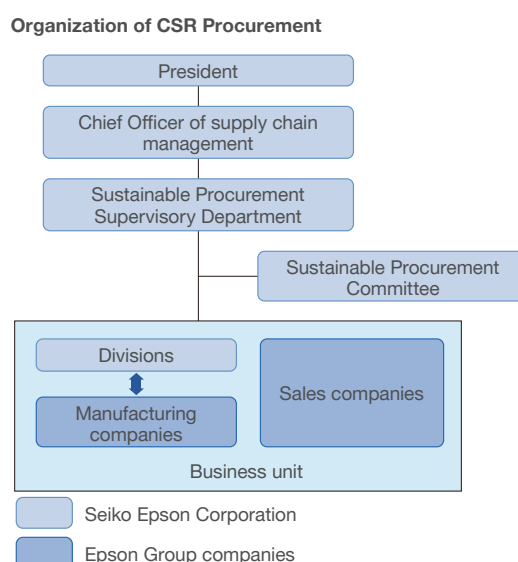 Organization of CSR Procurement
President
Chief Officer of supply chain
management
Sustainable Procurement
Supervisory Department
Sustainable Procurement
Committee
Divisions
Manufacturing
companies
Sales companies
Business unit
Seiko Epson Corporation
Epson Group companies